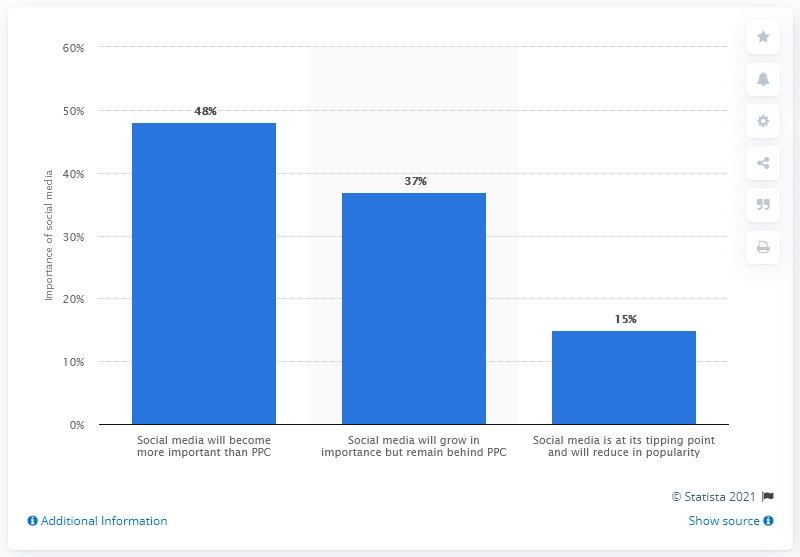 60%
50%
40%
30%
20%
10%
0%
Importance of social media
48%
37%
15%
Social media will become
more important than PPC
Social media will grow in
importance but remain behind PPC
Social media is at its tipping point
and will reduce in popularity
© Statista 2021
Additional Information
Show source